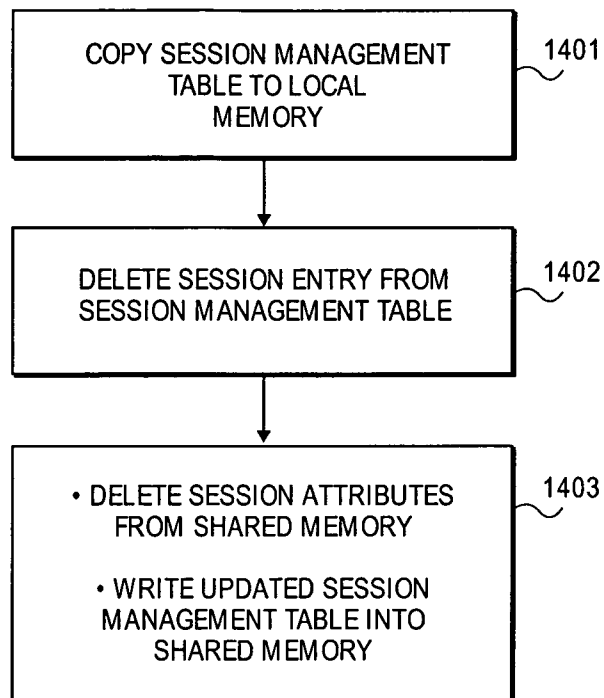 COPY SESSION MANAGEMENT
TABLE TO LOCAL
MEMORY
1401
DELETE SESSION ENTRY FROM
SESSION MANAGEMENT TABLE
1402
• DELETE SESSION ATTRIBUTES
FROM SHARED MEMORY
• WRITE UPDATED SESSION
MANAGEMENT TABLE INTO
SHARED MEMORY
1403